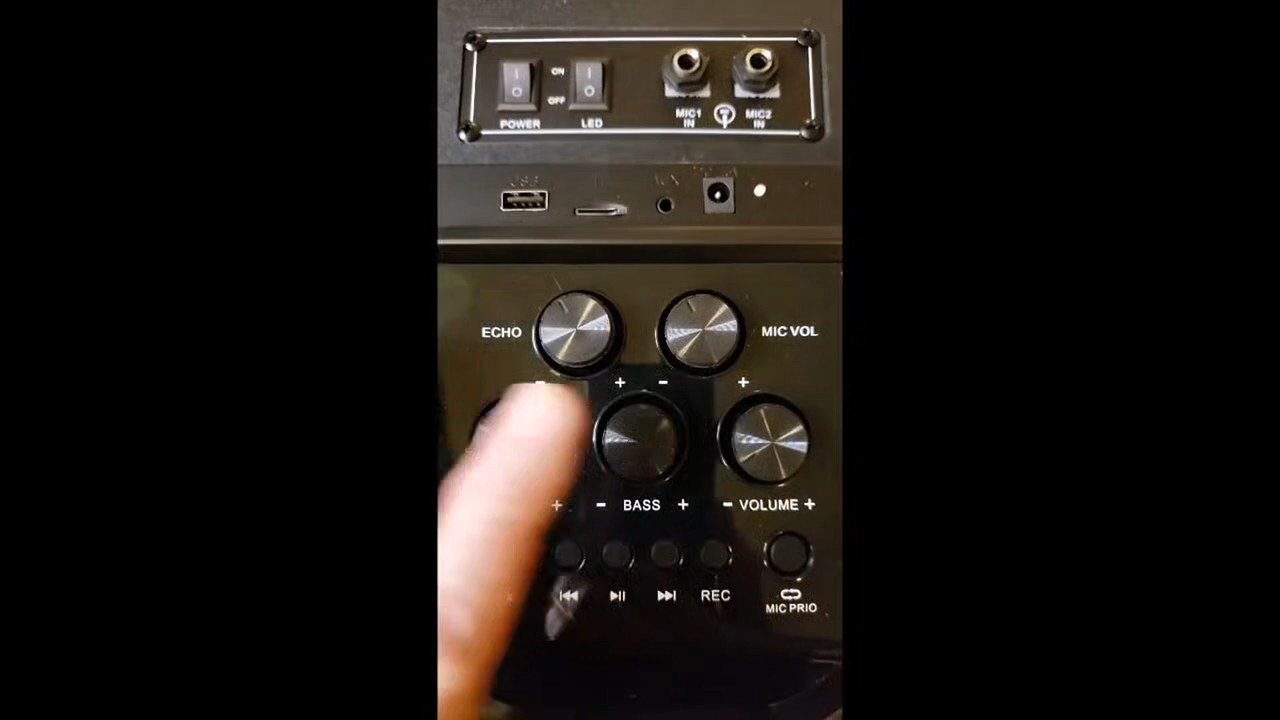 ON
OFF
POWER LED MIC1 IN MIC2 IN
ECHO MIC VOL
- + - +
+ - BASS + - VOLUME +
REC
MIC PRIO